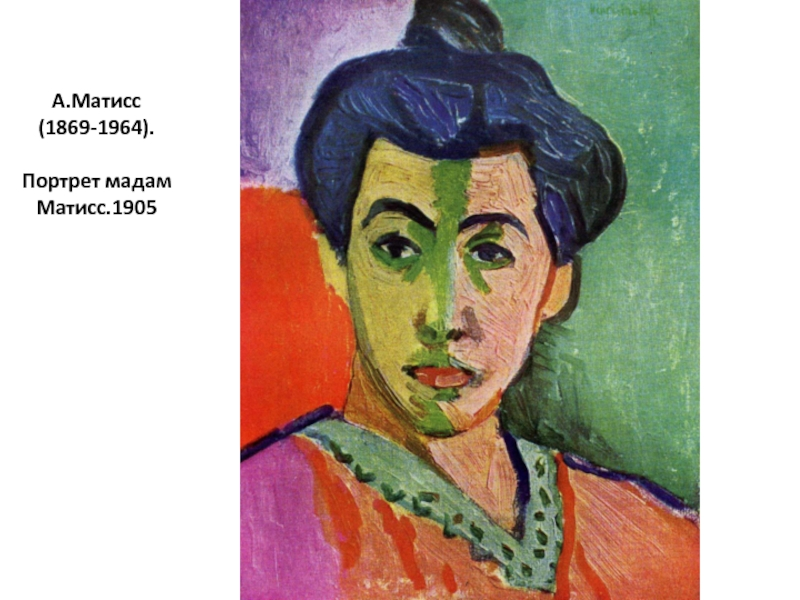 А.Матисс
(1869-1964).
Портрет мадам
Матисс.1905